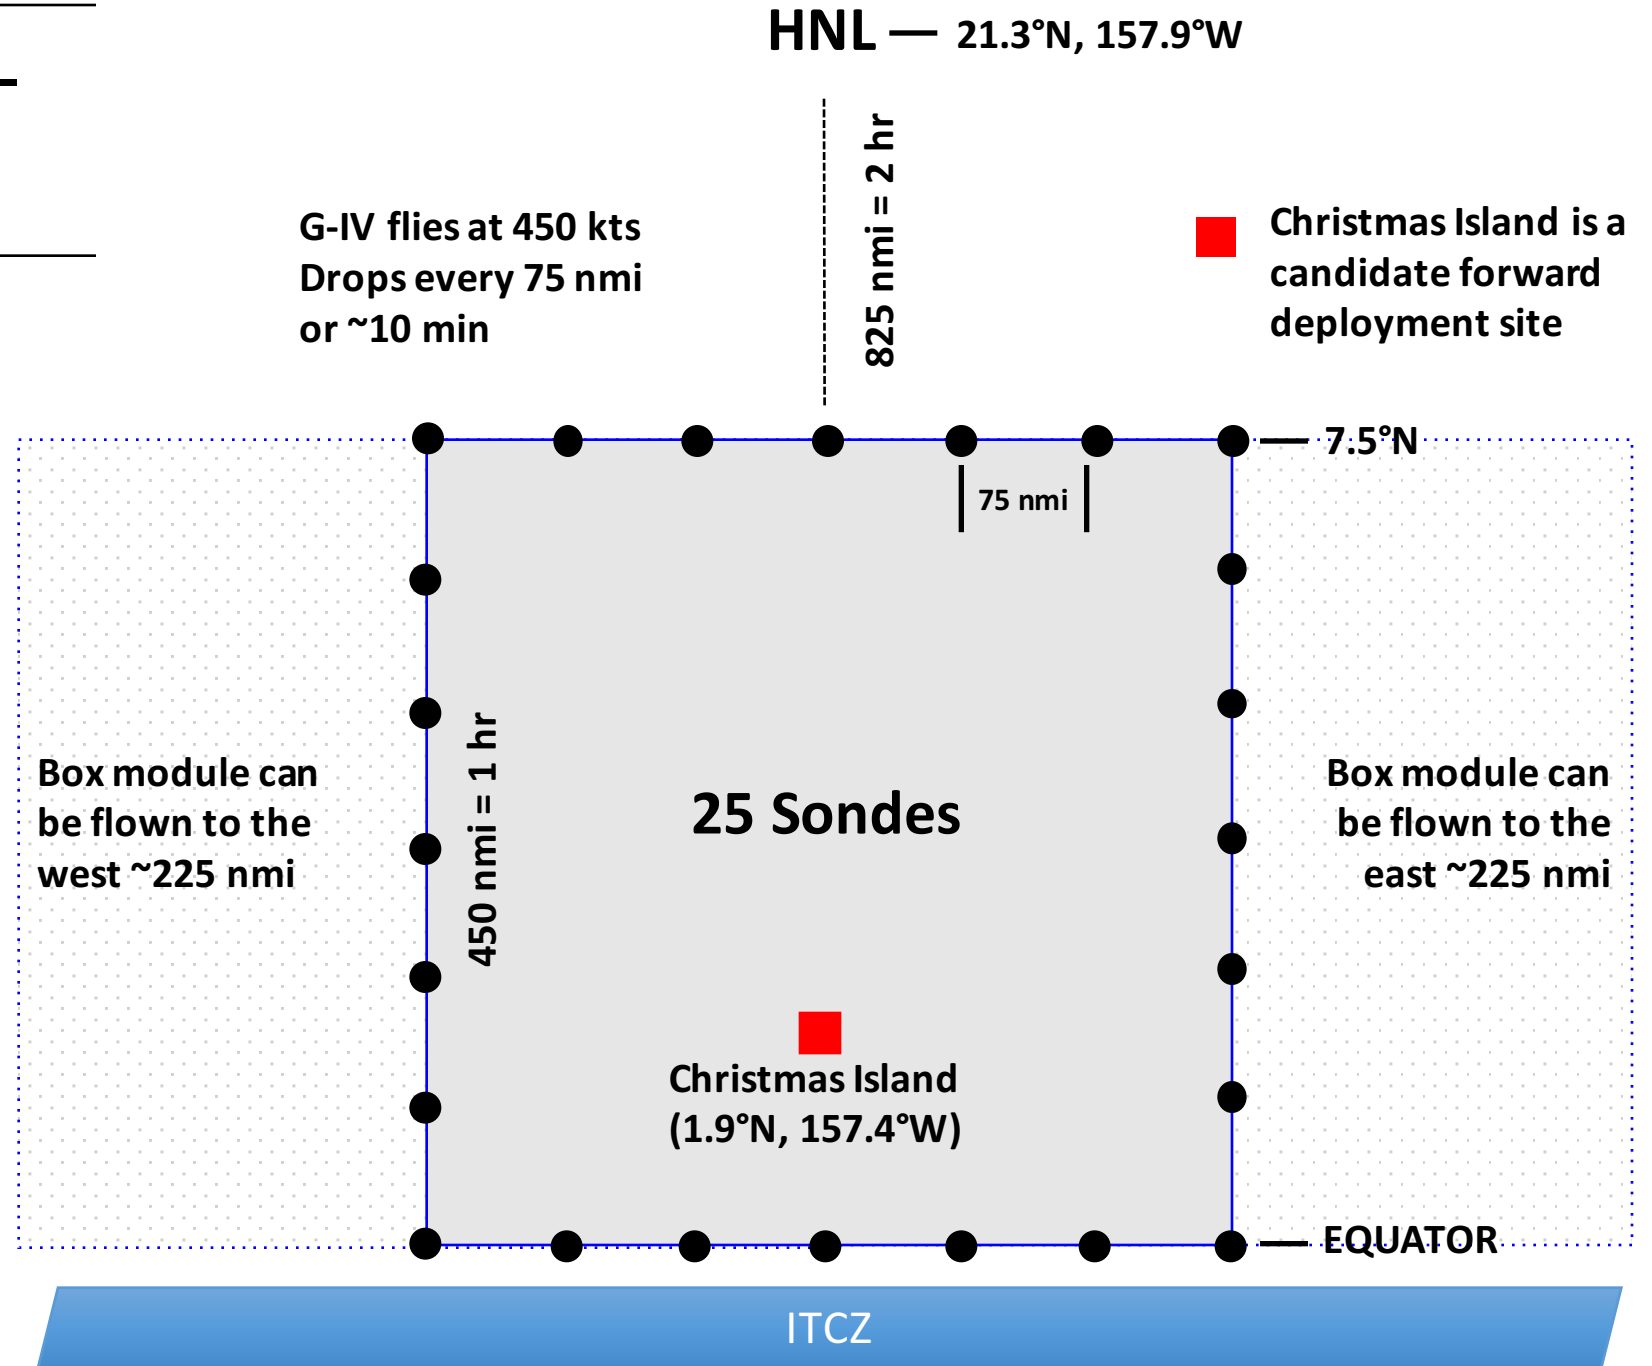 HNL — 21.3°N, 157.9°W
825 nmi = 2 hr
G-IV flies at 450 kts
Drops every 75 nmi
or ~10 min
Christmas Island is a
candidate forward
deployment site
7.5°N
75 nmi
Box module can
be flown to the
west ~225 nmi
450 nmi = 1 hr
25 Sondes
Box module can
be flown to the
east ~225 nmi
Christmas Island
(1.9°N, 157.4°W)
EQUATOR
ITCZ